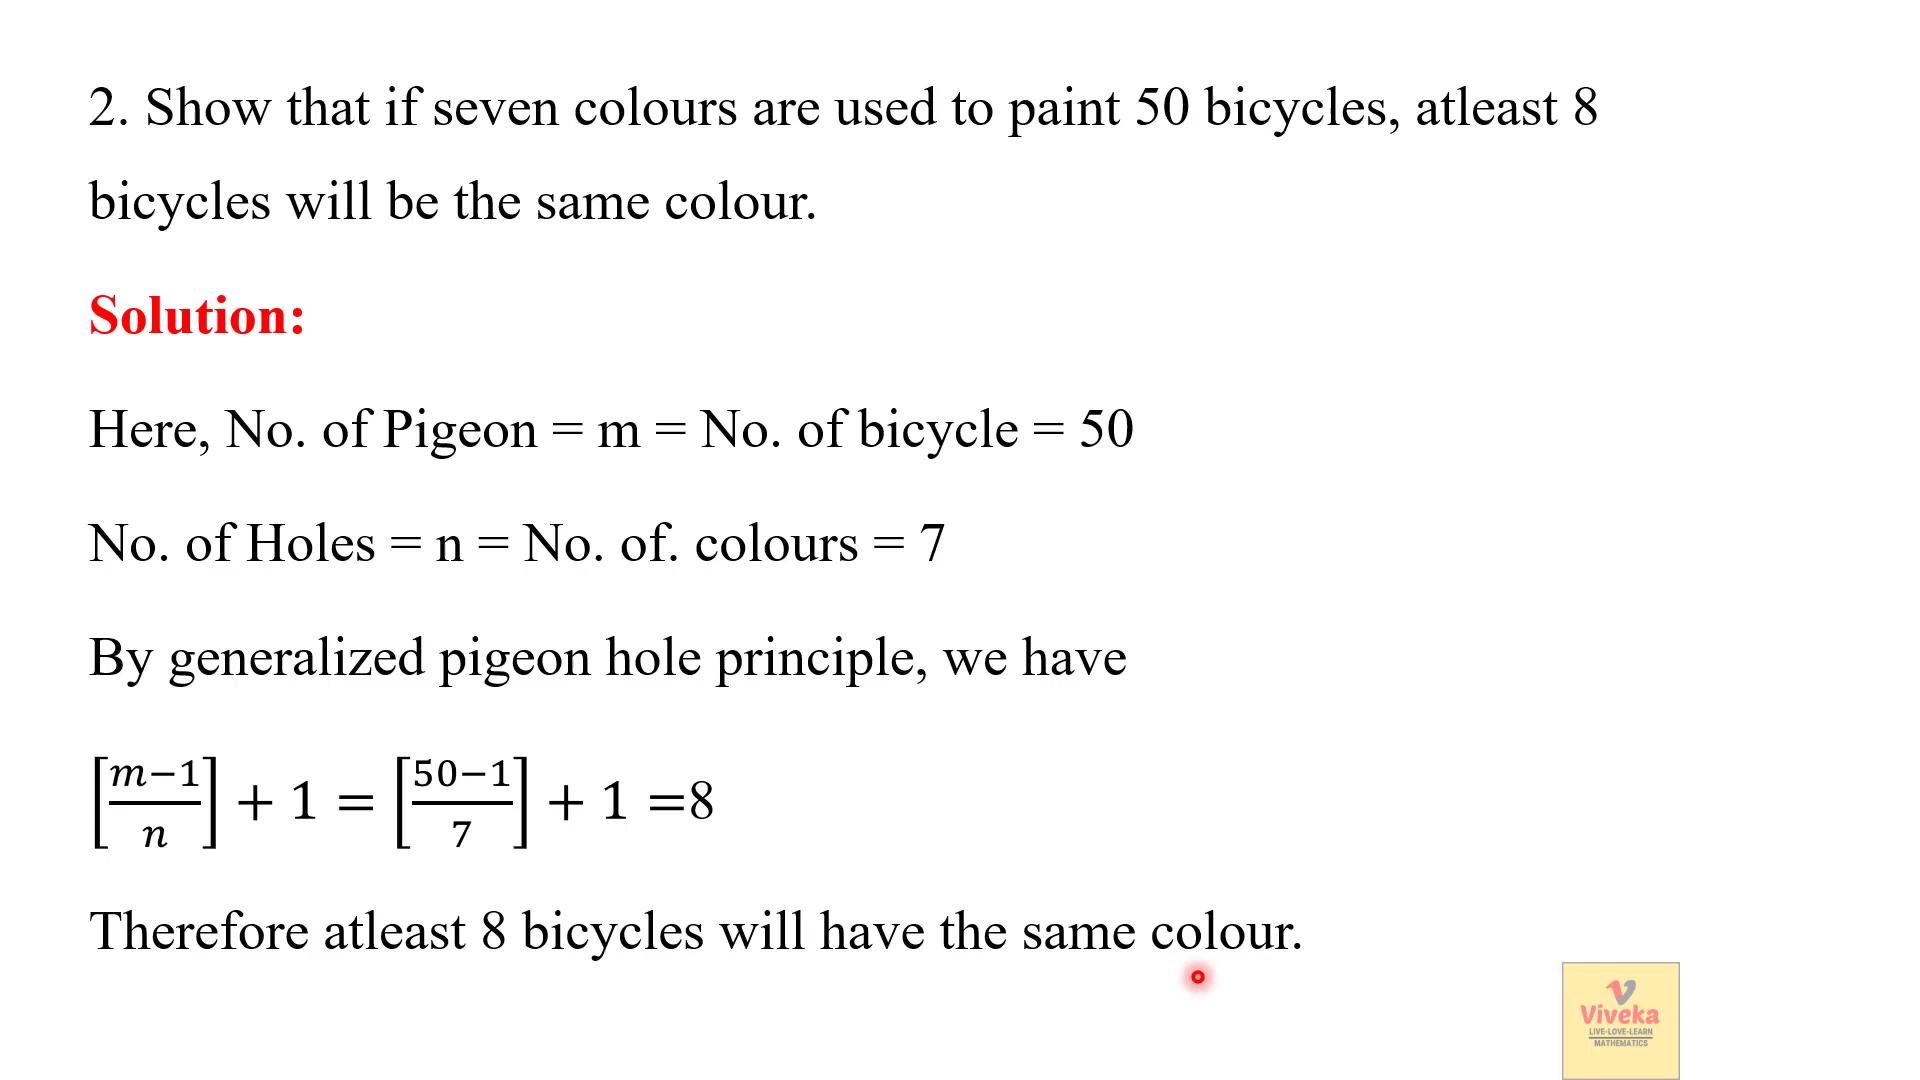 2. Show that if seven colours are used to paint 50 bicycles, atleast 8
bicycles will be the same colour.
Solution:
Here, No. of Pigeon = m = No. of bicycle = 50
No. of Holes = n = No. of. colours = 7
By generalized pigeon hole principle, we have
[(m−1)/n] + 1 = [(50−1)/7] + 1 =8
Therefore atleast 8 bicycles will have the same colour.
Viveka
LIVE-LOVE-LEARN
MATHEMATICS